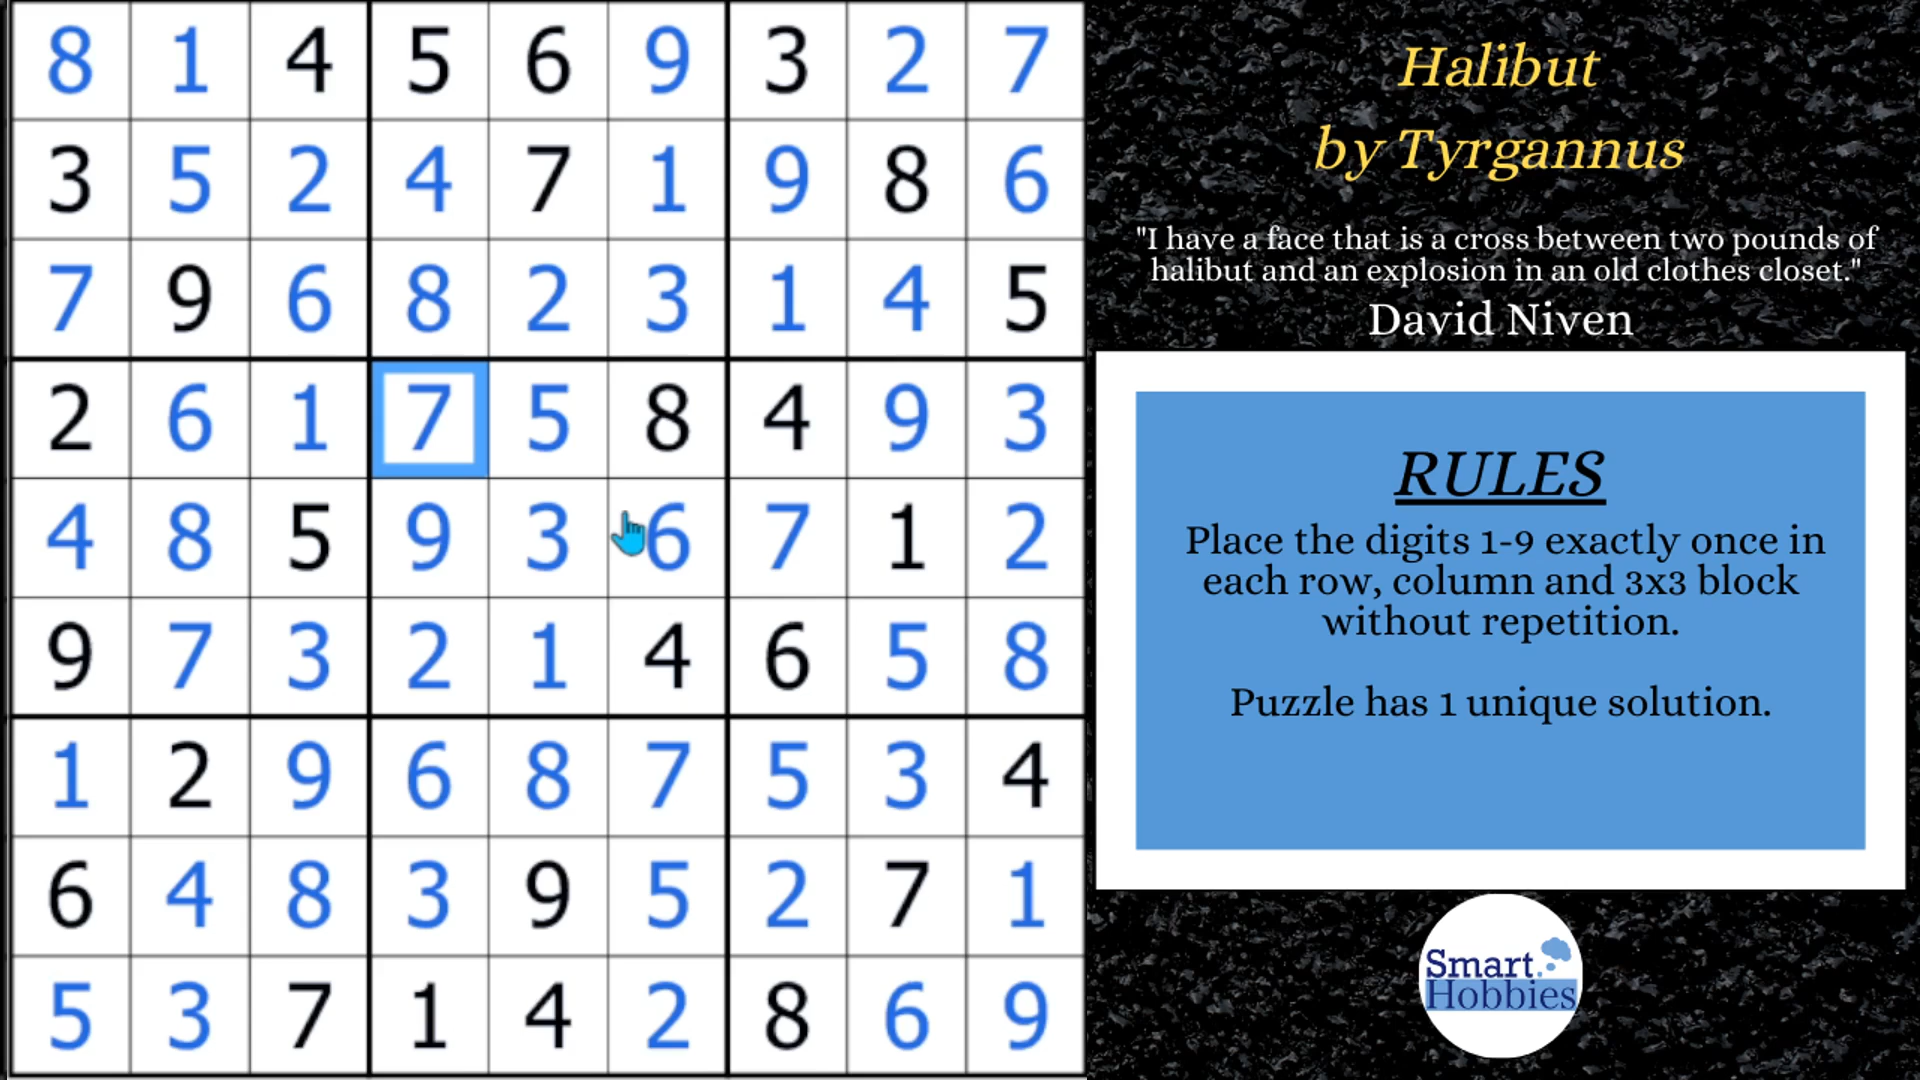 8 1 4 5 6 9 3 2 7
3 5 2 4 7 1 9 8 6
7 9 6 8 2 3 1 4 5
2 6 1 7 5 8 4 9 3
4 8 5 9 3 6 7 1 2
9 7 3 2 1 4 6 5 8
1 2 9 6 8 7 5 3 4
6 4 8 3 9 5 2 7 1
5 3 7 1 4 2 8 6 9
Halibut
by Tyrgannus
"I have a face that is a cross between two pounds of
halibut and an explosion in an old clothes closet."
David Niven
RULES
Place the digits 1-9 exactly once in
each row, column and 3x3 block
without repetition.
Puzzle has 1 unique solution.
Smart
Hobbies